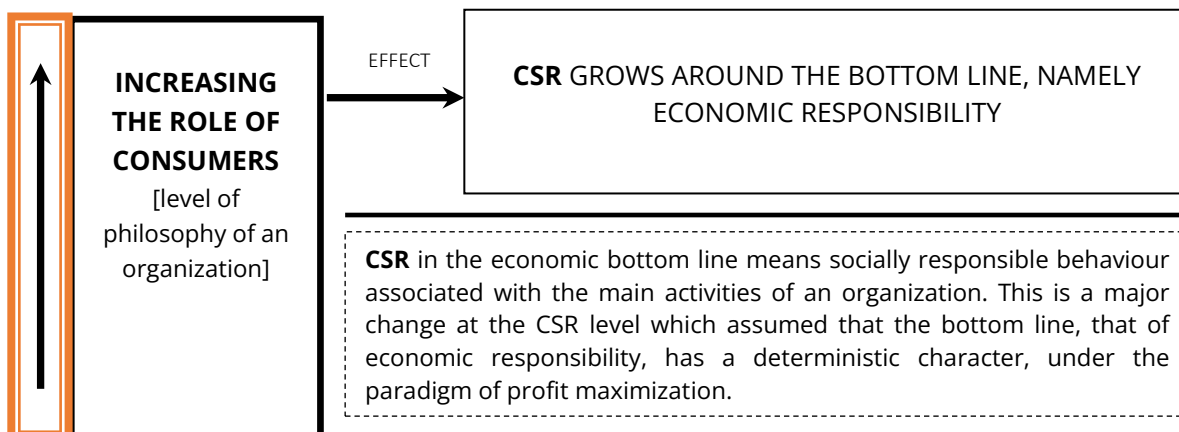 INCREASING
THE ROLE OF
CONSUMERS
[level of
philosophy of an
organization]
EFFECT
CSR GROWS AROUND THE BOTTOM LINE, NAMELY
ECONOMIC RESPONSIBILITY
CSR in the economic bottom line means socially responsible behaviour
associated with the main activities of an organization. This is a major
change at the CSR level which assumed that the bottom line, that of
economic responsibility, has a deterministic character, under the
paradigm of profit maximization.